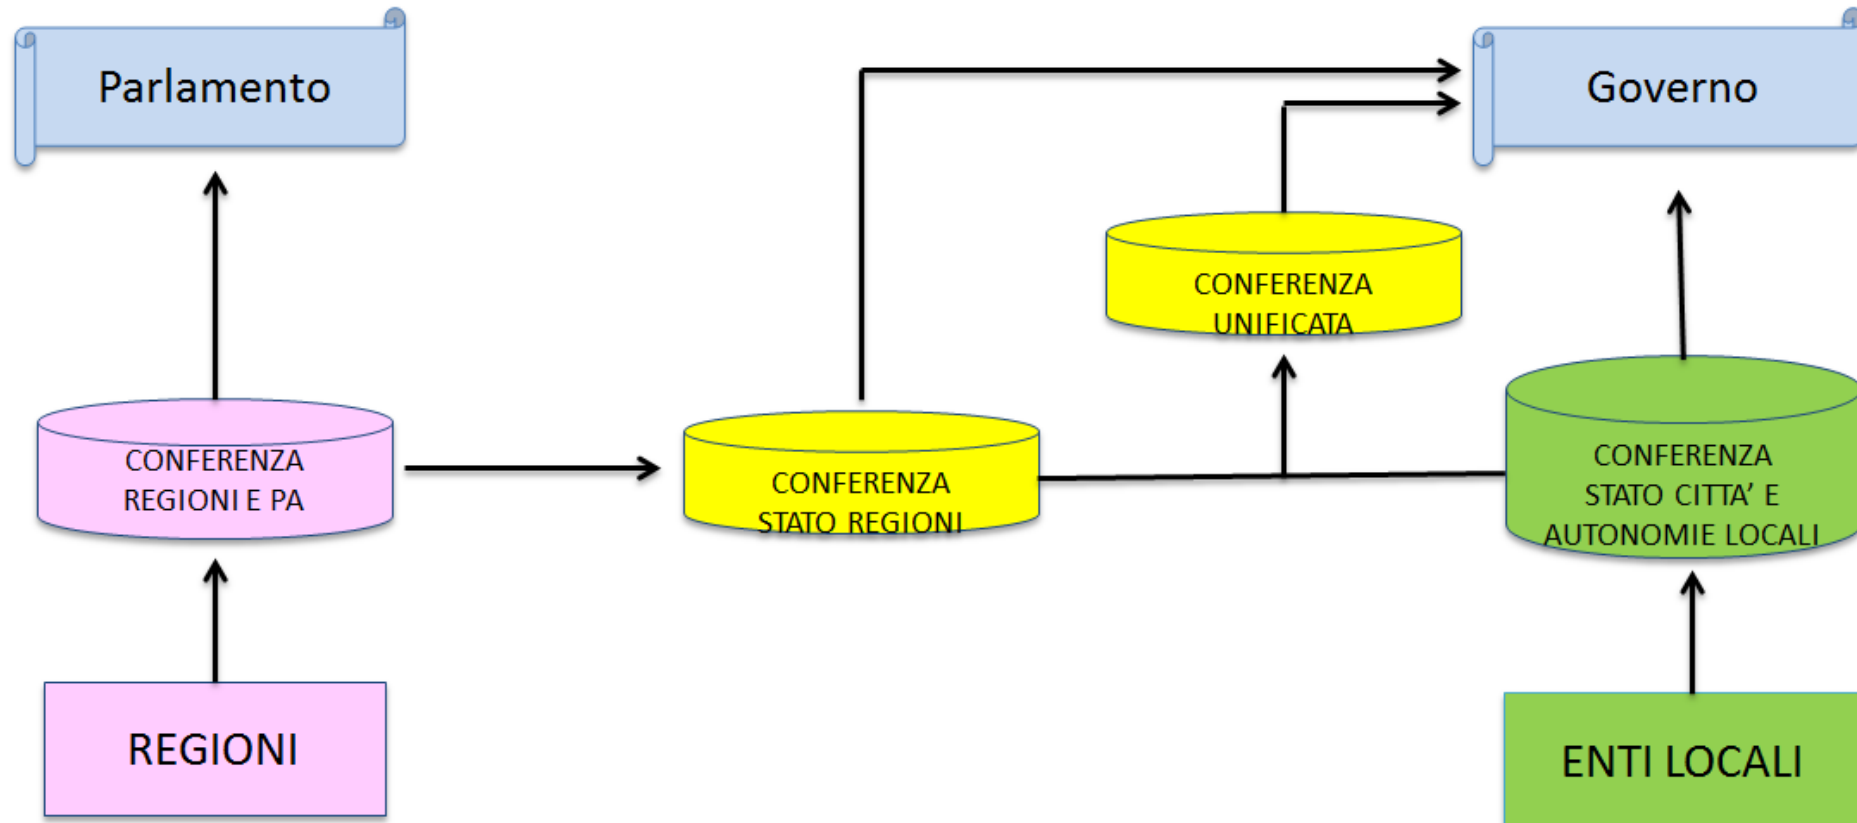 Parlamento
Governo
CONFERENZA
UNIFICATA
CONFERENZA
REGIONI E PA
CONFERENZA
STATO REGIONI
CONFERENZA
STATO CITTA' E
AUTONOMIE LOCALI
REGIONI
ENTI LOCALI